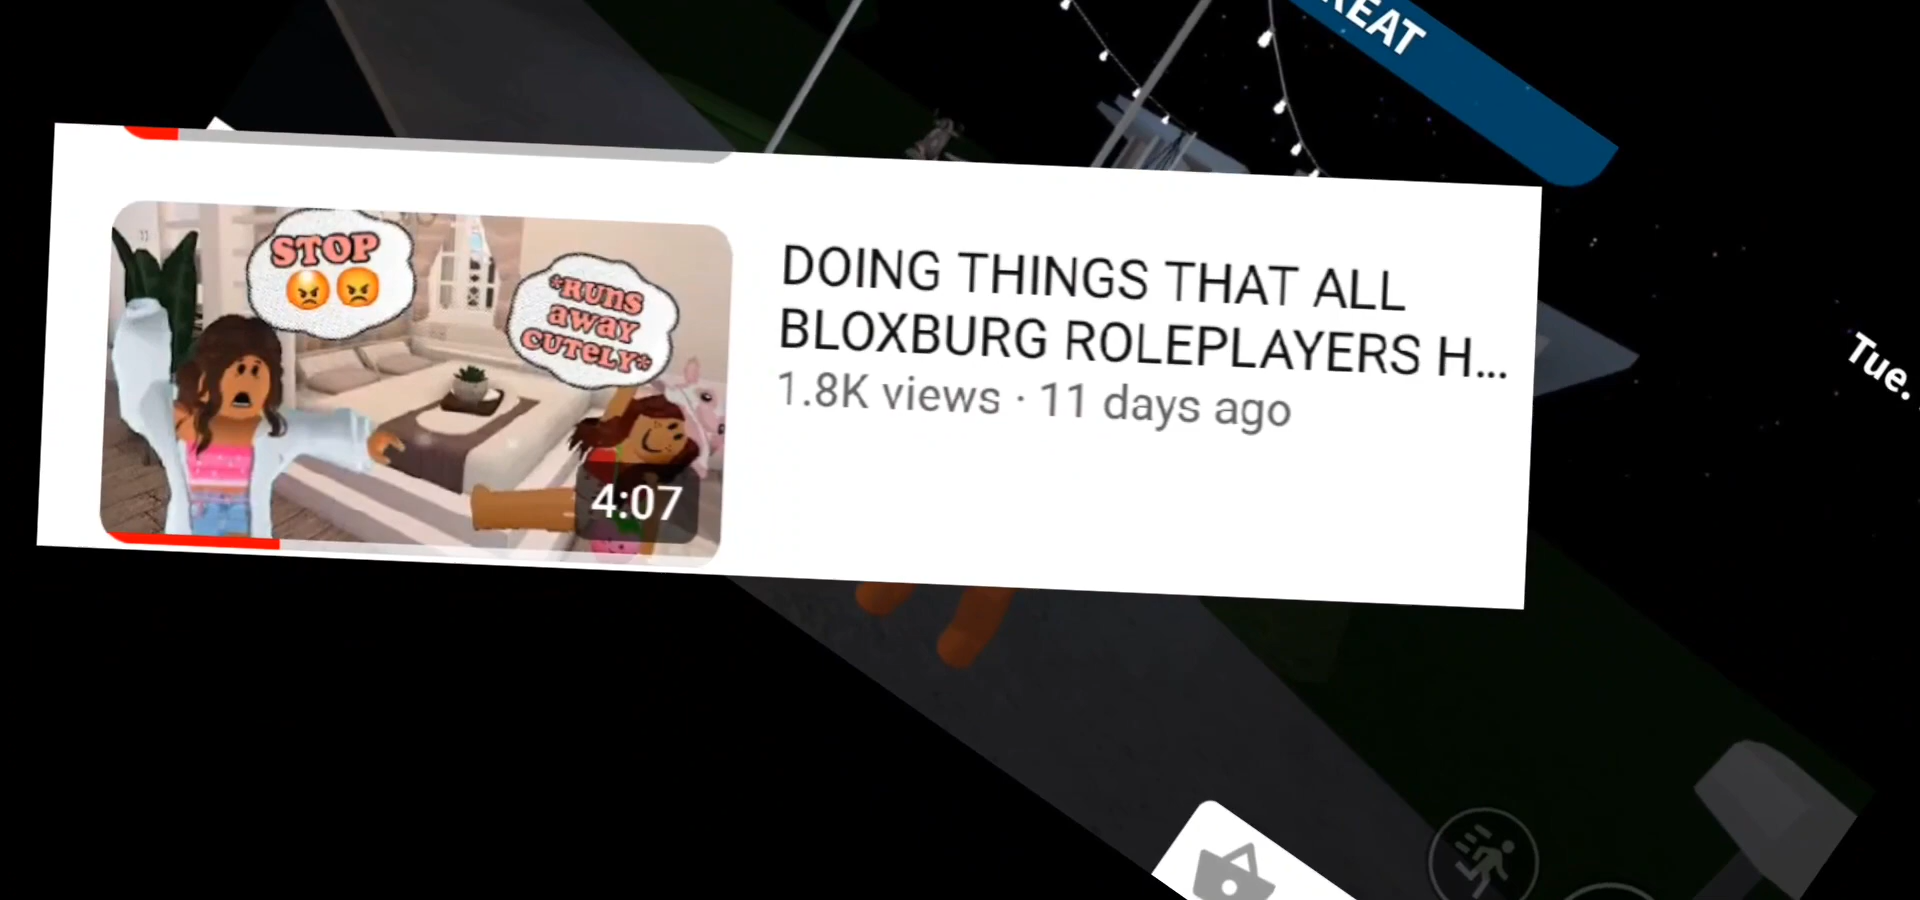 STOP
*RUNS
AWAY
CUTELY*
4:07
DOING THINGS THAT ALL
BLOXBURG ROLEPLAYERS H...
1.8K views · 11 days ago
Tue.